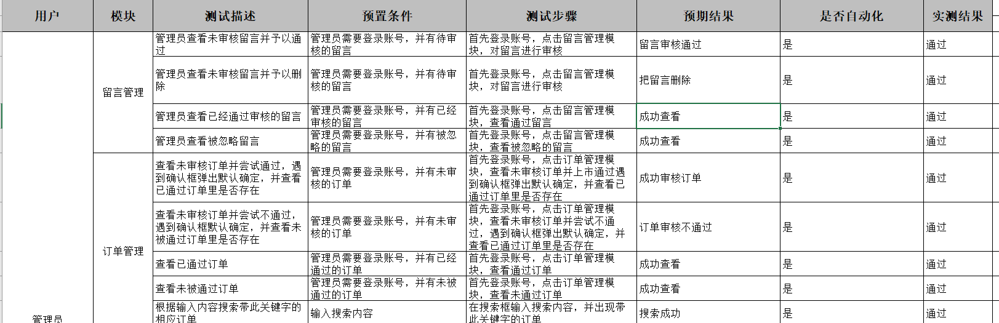 用户 模块 测试描述 预置条件 测试步骤 预期结果 是否自动化 实测结果
管理员
留言管理
管理员查看未审核留言并予以通
过
管理员需要登录账号，并有待审
核的留言
首先登录账号，点击留言管理模
块，对留言进行审核
留言审核通过
是
通过
管理员查看未审核留言并予以删
除
管理员需要登录账号，并有待审
核的留言
首先登录账号，点击留言管理模
块，对留言进行审核
把留言删除
是
通过
管理员查看已经通过审核的留言
管理员需要登录账号，并有已经
审核的留言
首先登录账号，点击留言管理模
块，查看通过留言
成功查看
是
通过
管理员查看被忽略留言
管理员需要登录账号，并有被忽
略的留言
首先登录账号，点击留言管理模
块，查看被忽略的留言
成功查看
是
通过
订单管理
查看未审核订单并尝试通过，遇
到确认框弹出默认确定，并查看
已通过订单里是否存在
管理员需要登录账号，并有未审
核的订单
首先登录账号，点击订单管理模
块，查看未审核订单并上市通过遇
到确认框弹出默认确定，并查看已
通过订单里是否存在
成功审核订单
是
通过
查看未审核订单并尝试不通过，
遇到确认框默认确定，并查看未
被通过订单里是否存在
管理员需要登录账号，并有未审
核的订单
首先登录账号，点击订单管理模
块，查看未审核订单并尝试不通
过，遇到确认框弹出默认确定，并
查看已通过订单里是否存在
订单审核不通过
是
通过
查看已通过订单
管理员需要登录账号，并有已经
通过的订单
首先登录账号，点击订单管理模
块，查看通过订单
成功查看
是
通过
查看未被通过订单
管理员需要登录账号，并有未被
通过的订单
首先登录账号，点击订单管理模
块，查看未通过订单
成功查看
是
通过
根据输入内容搜索带此关键字的
相应订单
输入搜索内容
在搜索框输入搜索内容，并出现带
此关键字的订单
搜索成功
是
通过